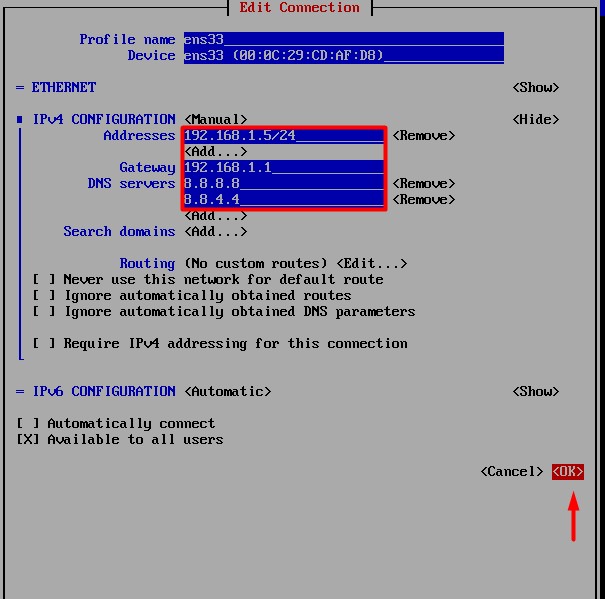 Edit Connection
Profile name ens33
Device ens33 (00:0C:29:CD:AF:D8)
= ETHERNET <Show>
IPv4 CONFIGURATION <Manual> <Hide>
Addresses 192.168.1.5/24 <Remove>
<Add...>
Gateway 192.168.1.1
DNS servers 8.8.8.8 <Remove>
8.8.4.4 <Remove>
<Add...>
Search domains <Add...>
Routing (No custom routes) <Edit...>
[ ] Never use this network for default route
[ ] Ignore automatically obtained routes
[ ] Ignore automatically obtained DNS parameters
[ ] Require IPv4 addressing for this connection
= IPv6 CONFIGURATION <Automatic> <Show>
[ ] Automatically connect
[X] Available to all users
<Cancel> <OK>